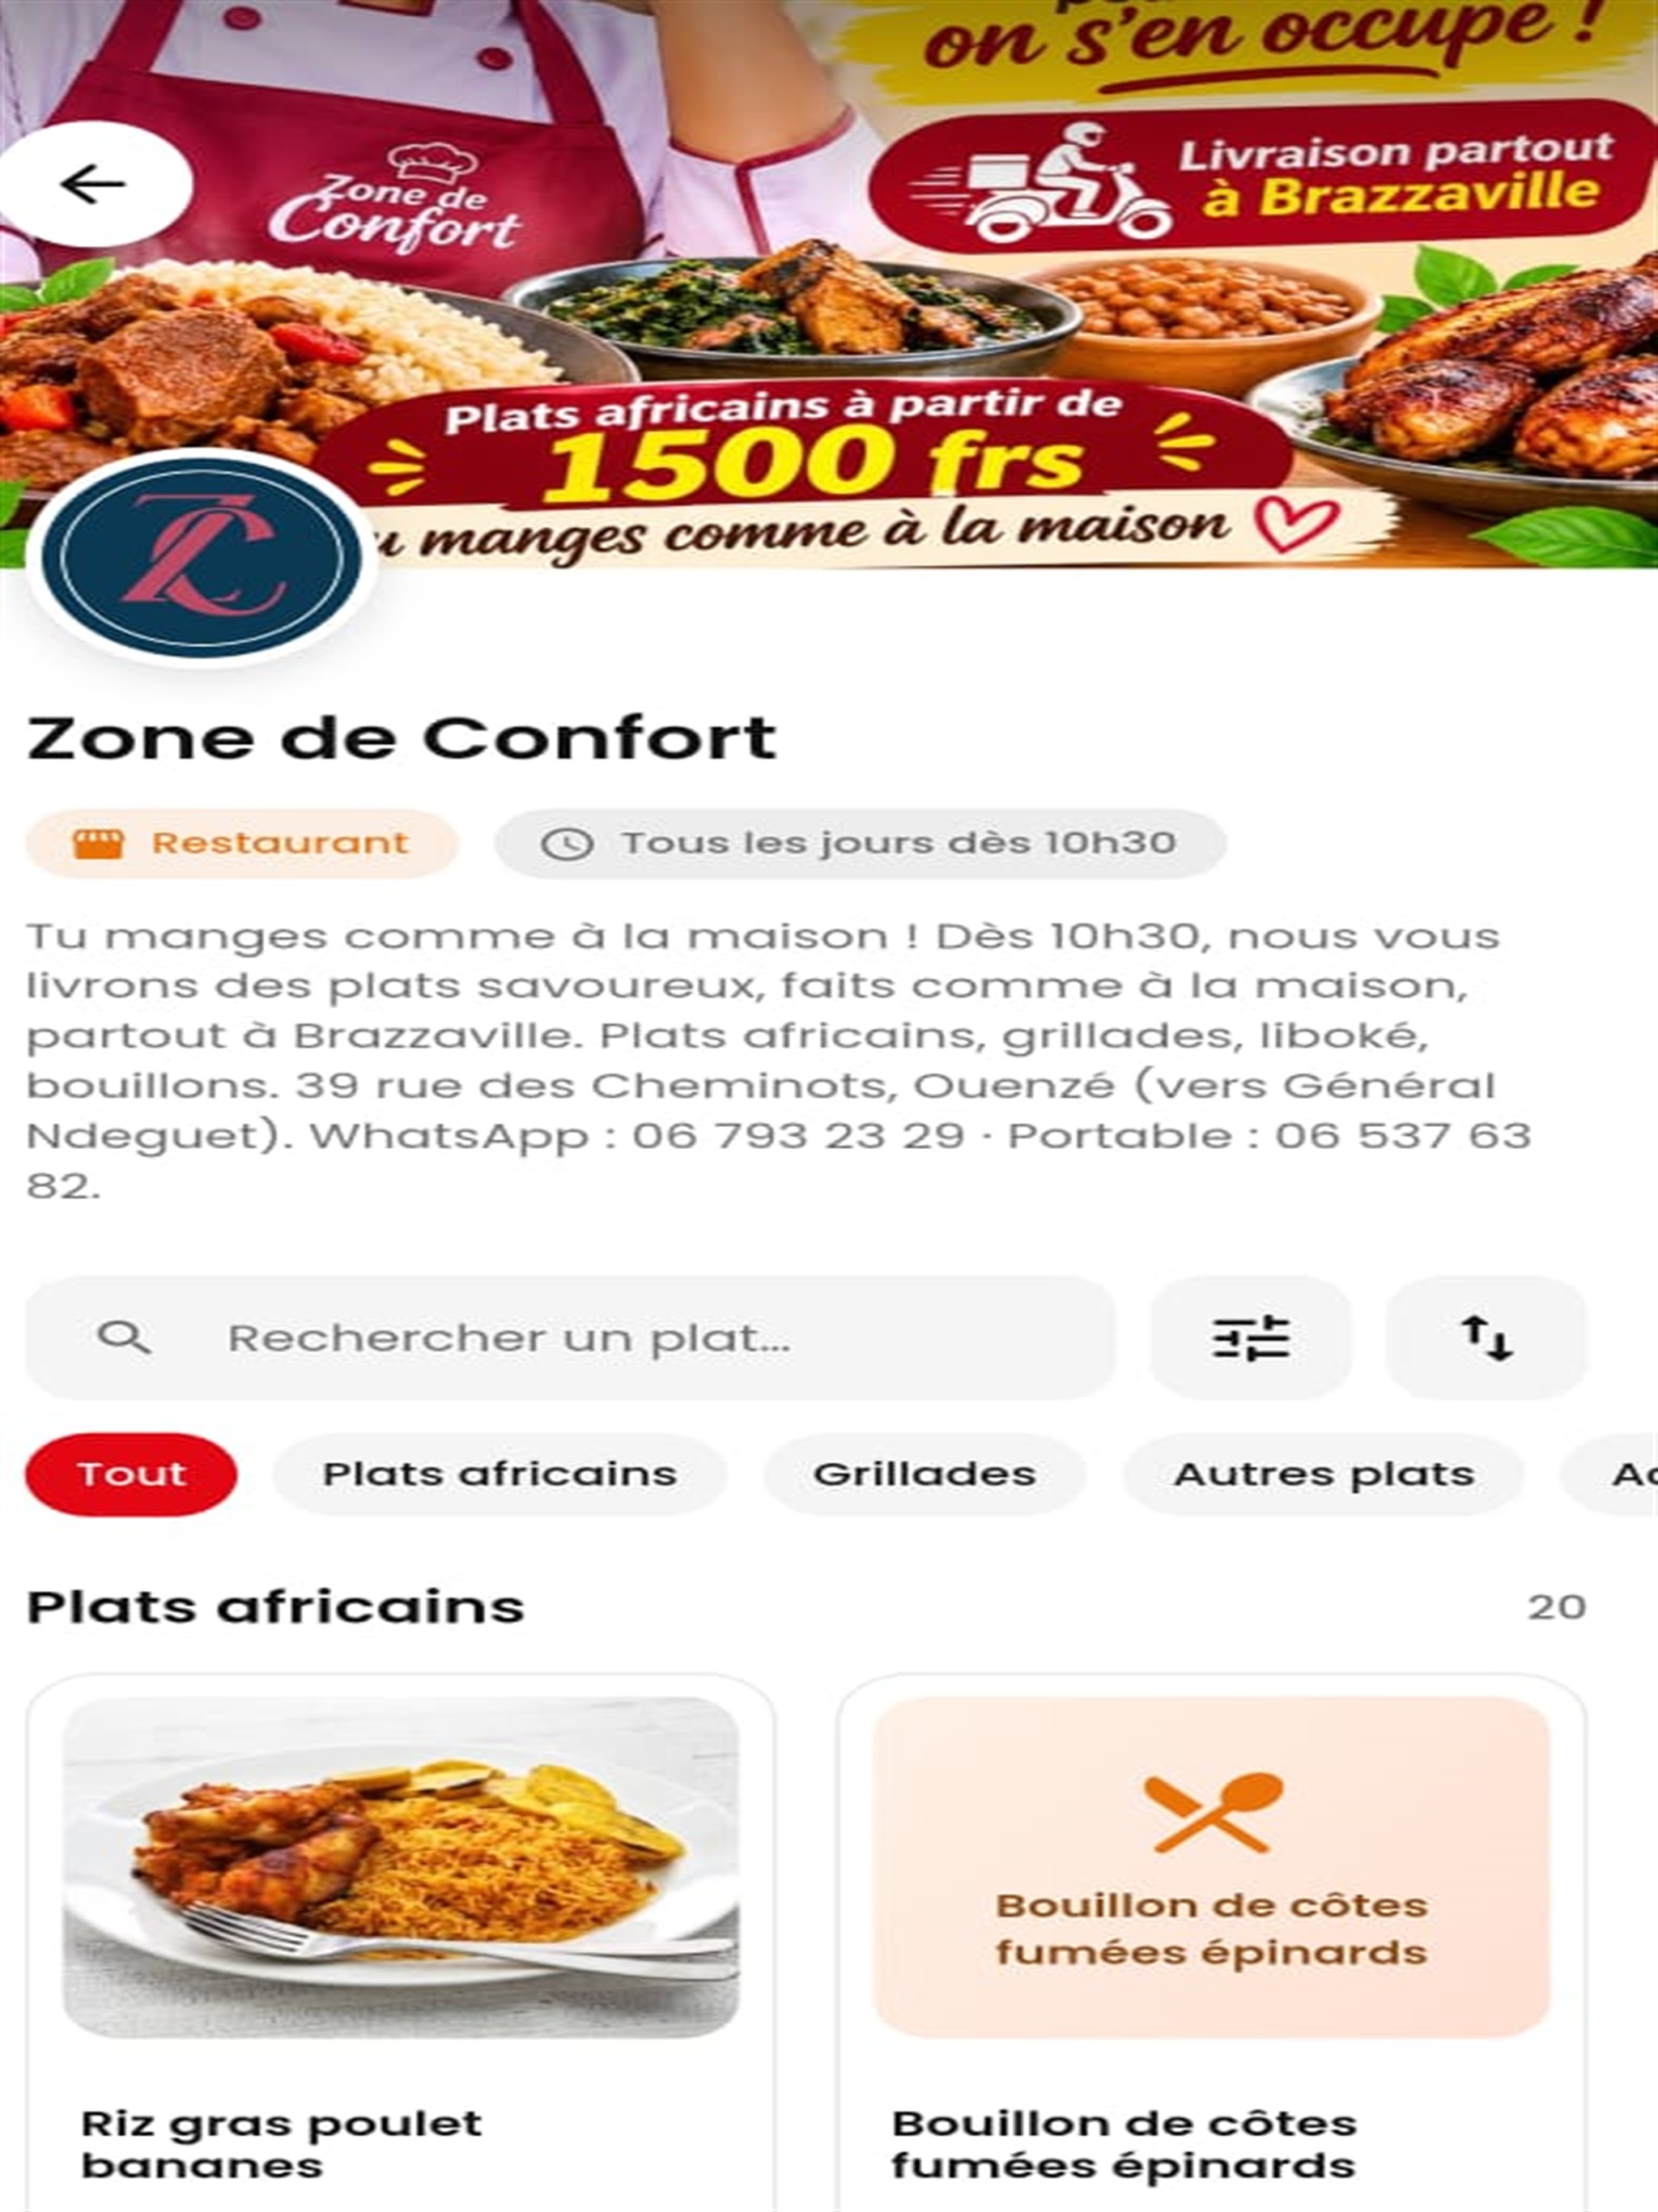 on s'en occupe !
Livraison partout
à Brazzaville
Zone de
Confort
Plats africains à partir de
1500 frs
manges comme à la maison
ZC
Zone de Confort
Restaurant
Tous les jours dès 10h30
Tu manges comme à la maison ! Dès 10h30, nous vous
livrons des plats savoureux, faits comme à la maison,
partout à Brazzaville. Plats africains, grillades, liboké,
bouillons. 39 rue des Cheminots, Ouenzé (vers Général
Ndeguet). WhatsApp : 06 793 23 29 · Portable : 06 537 63
82.
Rechercher un plat...
Tout
Plats africains
Grillades
Autres plats
Plats africains
20
Bouillon de côtes
fumées épinards
Riz gras poulet
bananes
Bouillon de côtes
fumées épinards